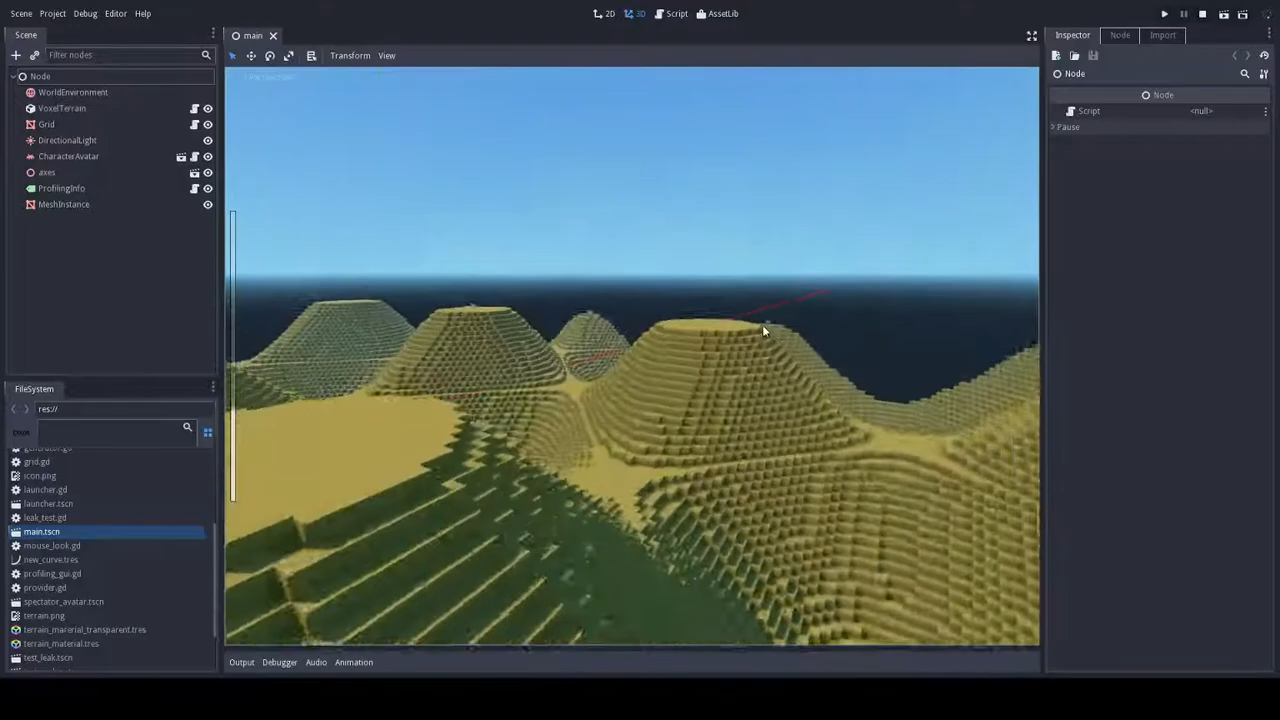 Scene Project Debug Editor Help
2D 3D Script AssetLib
Scene
Filter nodes
Node
WorldEnvironment
VoxelTerrain
Grid
DirectionalLight
CharacterAvatar
axes
ProfilingInfo
MeshInstance
FileSystem
res://
generator.gd
grid.gd
icon.png
launcher.gd
launcher.tscn
leak_test.gd
main.tscn
mouse_look.gd
new_curve.tres
profiling_gui.gd
provider.gd
spectator_avatar.tscn
terrain.png
terrain_material_transparent.tres
terrain_material.tres
test_leak.tscn
main
Transform View
Output Debugger Audio Animation
Inspector Node Import
Node
Node
Script <null>
Pause